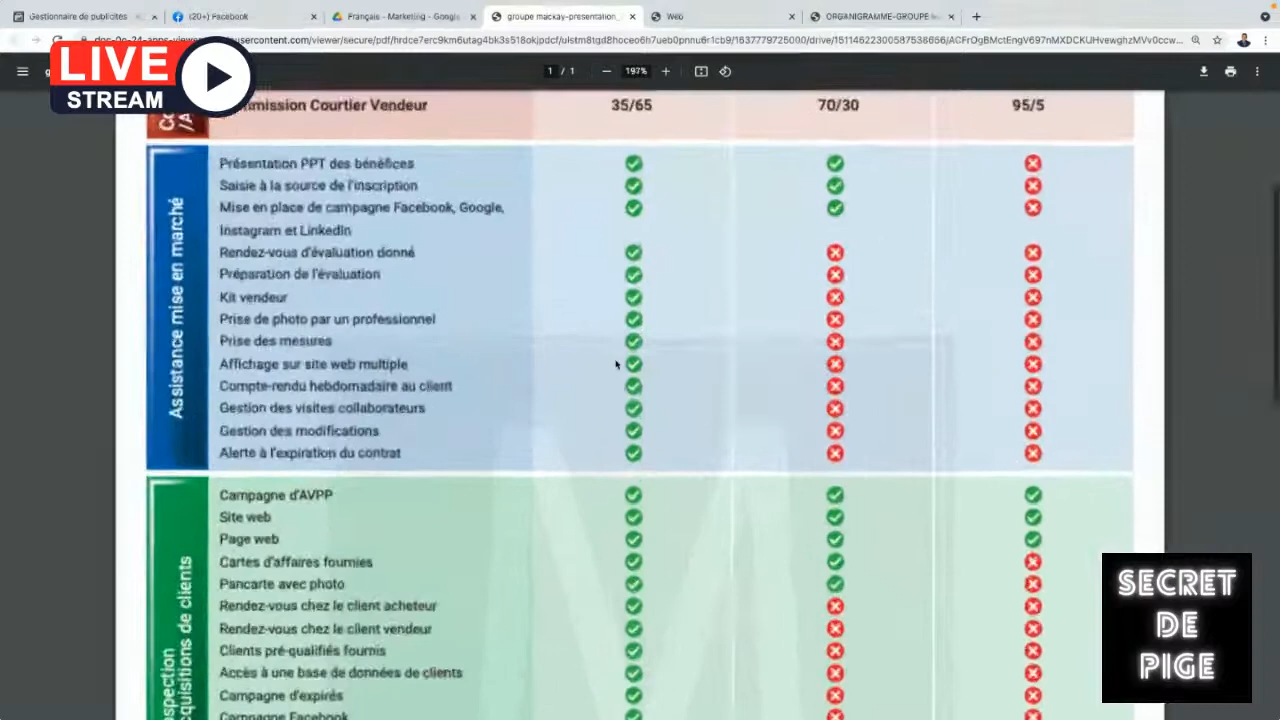 Gestionnaire de publicités
(20+) Facebook
Français - Marketing - Google
groupe mackay-presentation_
Web
ORGANIGRAMME-GROUPE
1 / 1
197%
LIVE
STREAM
mmission Courtier Vendeur 35/65 70/30 95/5
Assistance mise en marché
Présentation PPT des bénéfices
Saisie à la source de l'inscription
Mise en place de campagne Facebook, Google,
Instagram et LinkedIn
Rendez-vous d'évaluation donné
Préparation de l'évaluation
Kit vendeur
Prise de photo par un professionnel
Prise des mesures
Affichage sur site web multiple
Compte-rendu hebdomadaire au client
Gestion des visites collaborateurs
Gestion des modifications
Alerte à l'expiration du contrat
spection
cquisitions de clients
Campagne d'AVPP
Site web
Page web
Cartes d'affaires fournies
Pancarte avec photo
Rendez-vous chez le client acheteur
Rendez-vous chez le client vendeur
Clients pré-qualifiés fournis
Accès à une base de données de clients
Campagne d'expirés
Campagne Facebook
SECRET
DE
PIGE